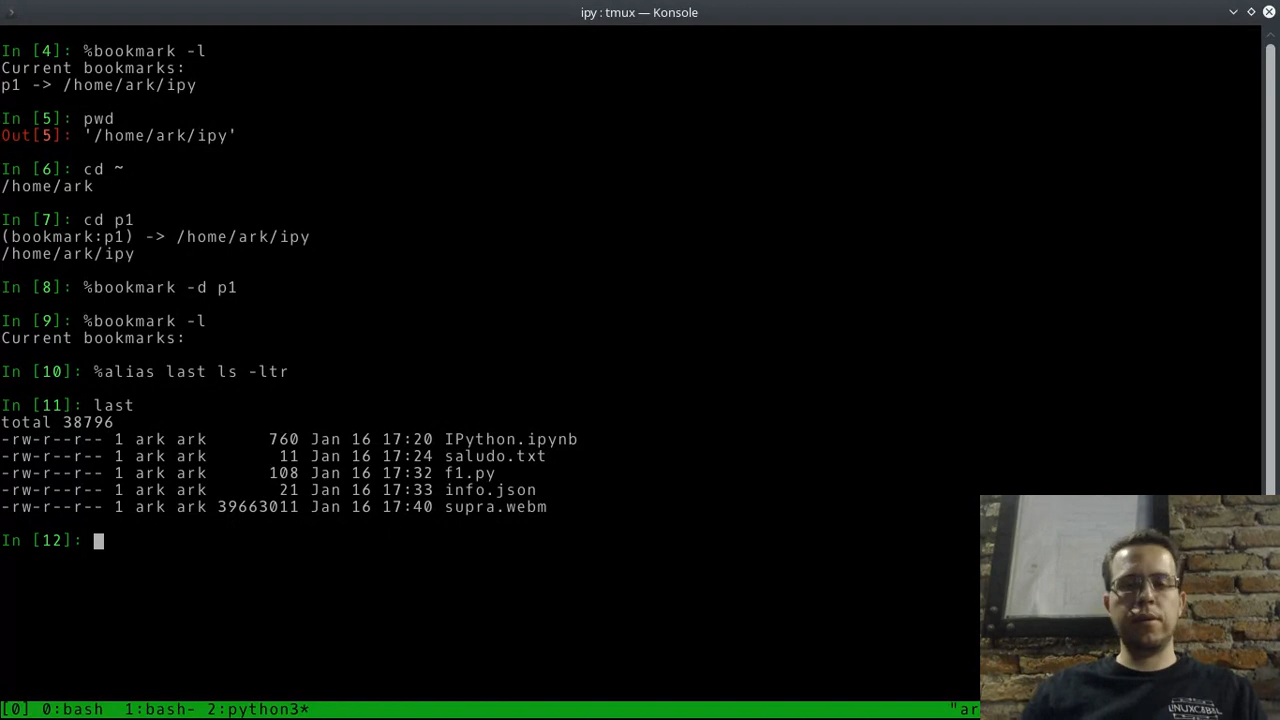 ipy : tmux — Konsole
In [4]: %bookmark -l
Current bookmarks:
p1 -> /home/ark/ipy
In [5]: pwd
Out[5]: '/home/ark/ipy'
In [6]: cd ~
/home/ark
In [7]: cd p1
(bookmark:p1) -> /home/ark/ipy
/home/ark/ipy
In [8]: %bookmark -d p1
In [9]: %bookmark -l
Current bookmarks:
In [10]: %alias last ls -ltr
In [11]: last
total 38796
-rw-r--r-- 1 ark ark      760 Jan 16 17:20 IPython.ipynb
-rw-r--r-- 1 ark ark       11 Jan 16 17:24 saludo.txt
-rw-r--r-- 1 ark ark      108 Jan 16 17:32 f1.py
-rw-r--r-- 1 ark ark       21 Jan 16 17:33 info.json
-rw-r--r-- 1 ark ark 39663011 Jan 16 17:40 supra.webm
In [12]:
[0] 0:bash  1:bash- 2:python3* "ar